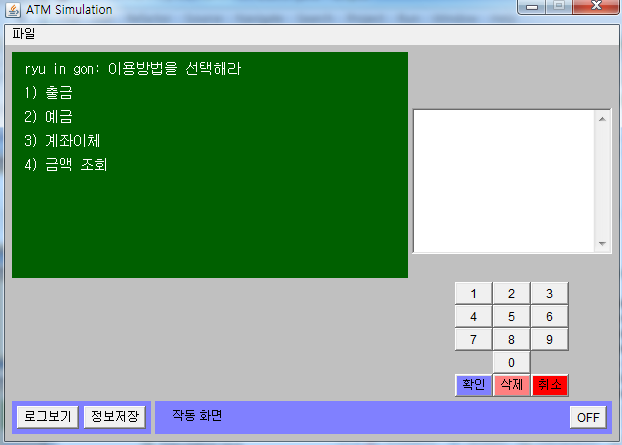 ATM Simulation
파일
ryu in gon: 이용방법을 선택해라
1) 출금
2) 예금
3) 계좌이체
4) 금액 조회
1 2 3
4 5 6
7 8 9
0
확인 삭제 취소
로그보기 정보저장 작동 화면 OFF